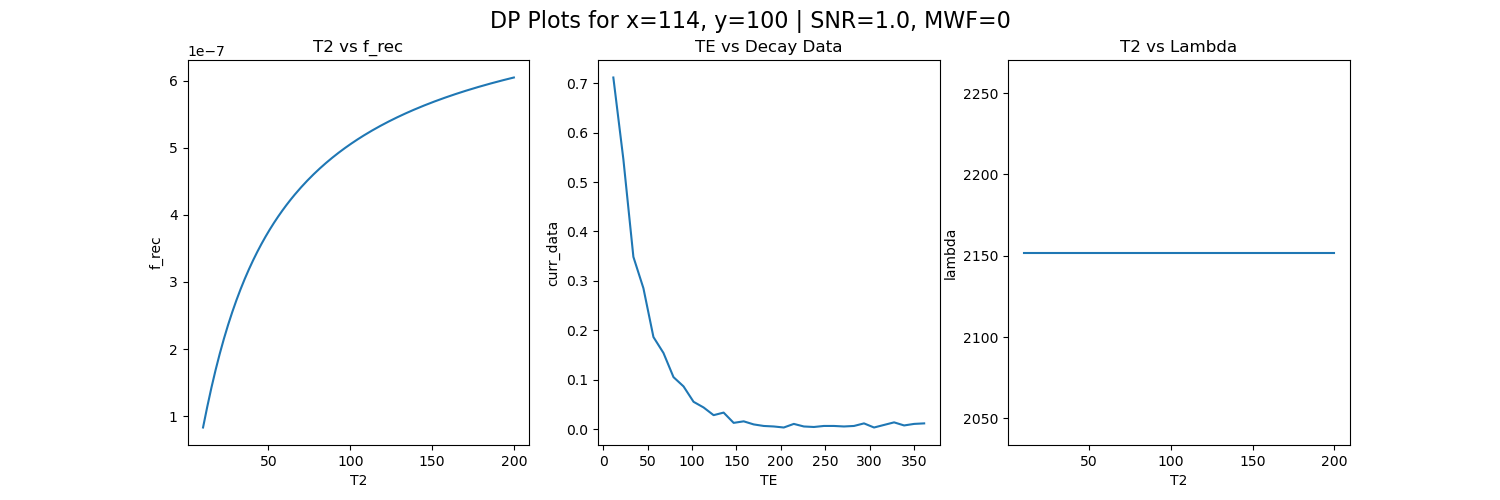 DP Plots for x=114, y=100 | SNR=1.0, MWF=0
T2 vs f_rec
1e−7
f_rec
6
5
4
3
2
1
50 100 150 200
T2
TE vs Decay Data
curr_data
0.7
0.6
0.5
0.4
0.3
0.2
0.1
0.0
0 50 100 150 200 250 300 350
TE
T2 vs Lambda
lambda
2250
2200
2150
2100
2050
50 100 150 200
T2